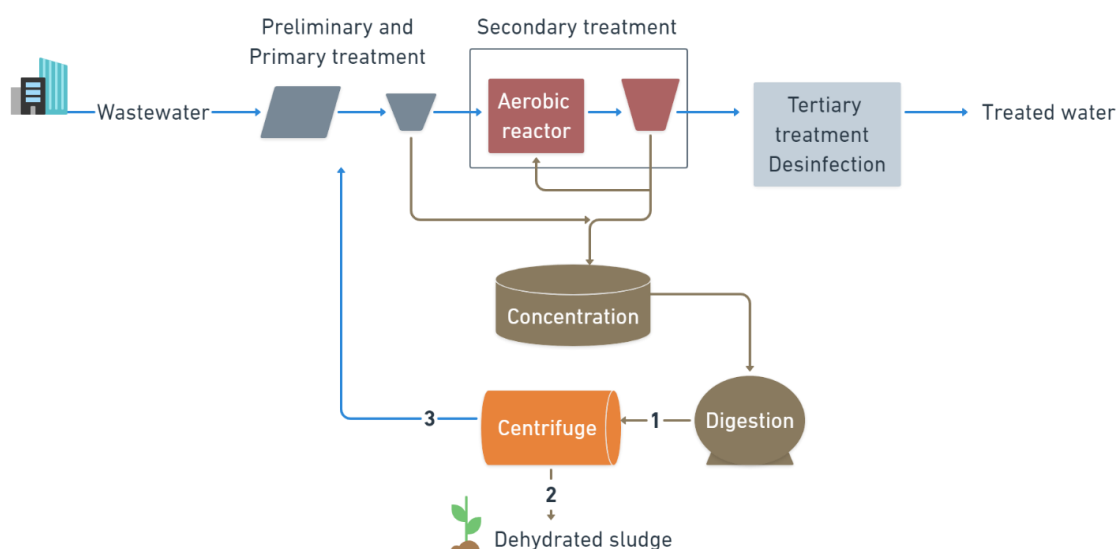 Preliminary and
Primary treatment
Secondary treatment
Wastewater
Aerobic
reactor
Tertiary
treatment
Desinfection
Treated water
Concentration
Digestion
1
Centrifuge
3
2
Dehydrated sludge